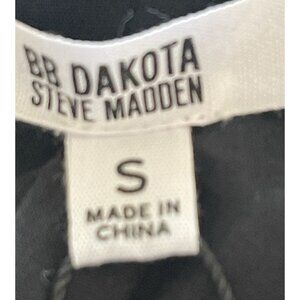 BB DAKOTA
STEVE MADDEN
S
MADE IN
CHINA